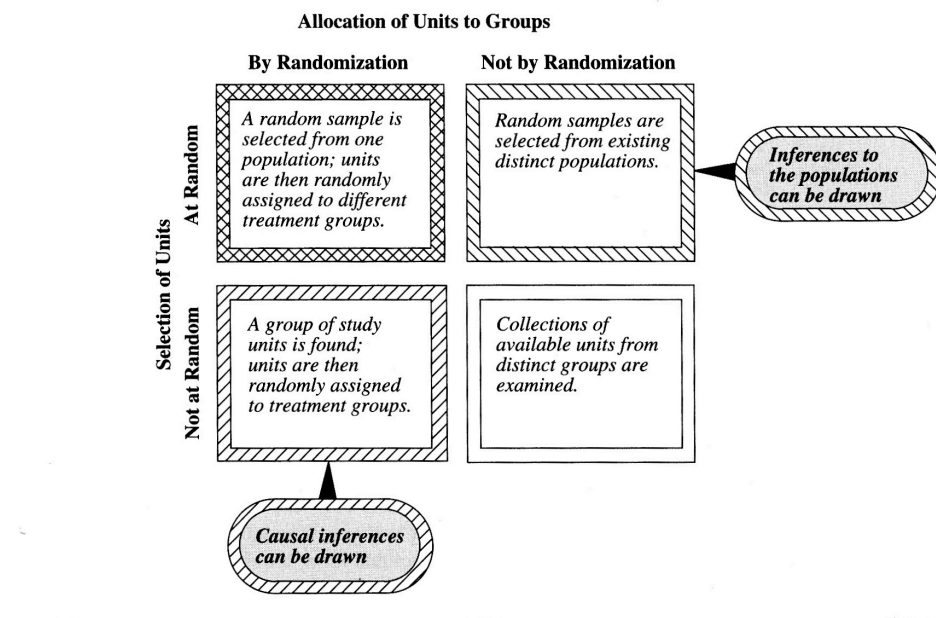 Allocation of Units to Groups
By Randomization
Not by Randomization
Selection of Units
At Random
A random sample is
selected from one
population; units
are then randomly
assigned to different
treatment groups.
Random samples are
selected from existing
distinct populations.
Inferences to
the populations
can be drawn
Not at Random
A group of study
units is found;
units are then
randomly assigned
to treatment groups.
Collections of
available units from
distinct groups are
examined.
Causal inferences
can be drawn